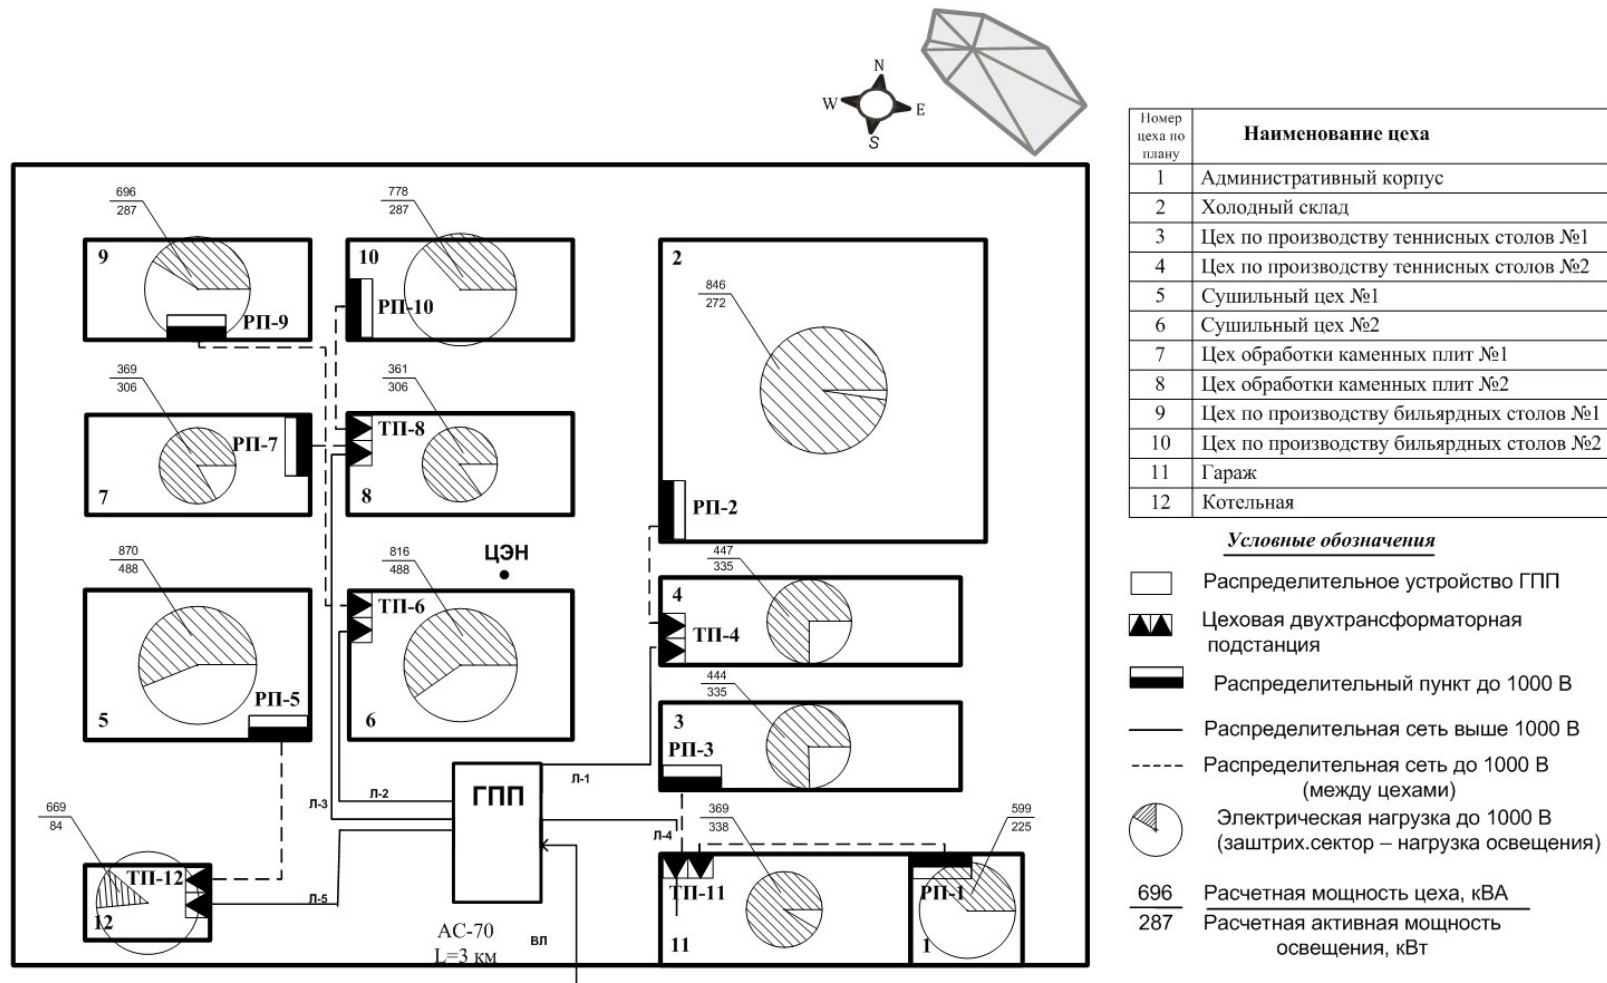 N
W
E
S
696
287
9
РП-9
778
287
10
РП-10
2
846
272
РП-2
369
306
РП-7
7
361
306
ТП-8
8
ЦЭН
870
488
РП-5
5
816
488
ТП-6
6
447
335
4
ТП-4
444
335
3
РП-3
Л-1
Л-2
Л-3
ГПП
Л-4
669
84
ТП-12
12
Л-5
АС-70
L=3 км
ВЛ
369
338
ТП-11
11
599
225
РП-1
1
Номер
цеха по
плану
Наименование цеха
1 Административный корпус
2 Холодный склад
3 Цех по производству теннисных столов №1
4 Цех по производству теннисных столов №2
5 Сушильный цех №1
6 Сушильный цех №2
7 Цех обработки каменных плит №1
8 Цех обработки каменных плит №2
9 Цех по производству бильярдных столов №1
10 Цех по производству бильярдных столов №2
11 Гараж
12 Котельная
Условные обозначения
Распределительное устройство ГПП
Цеховая двухтрансформаторная
подстанция
Распределительный пункт до 1000 В
Распределительная сеть выше 1000 В
Распределительная сеть до 1000 В
(между цехами)
Электрическая нагрузка до 1000 В
(заштрих.сектор – нагрузка освещения)
696 Расчетная мощность цеха, кВА
287 Расчетная активная мощность
освещения, кВт